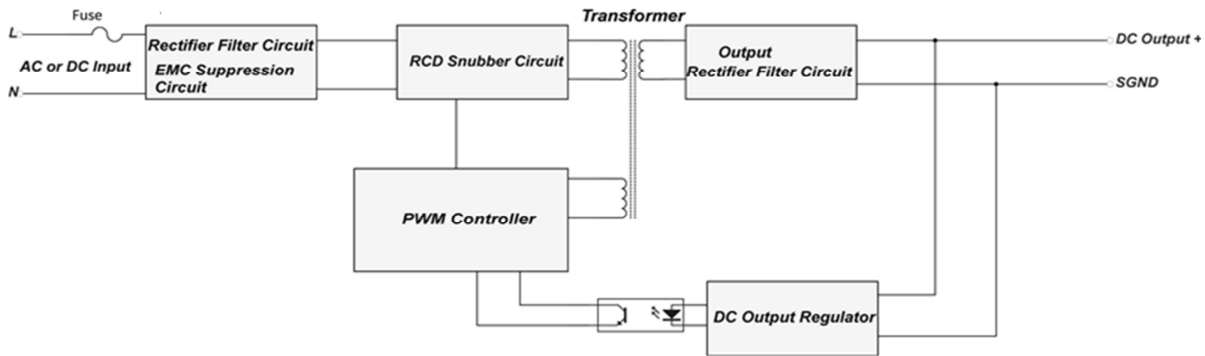 Fuse
Transformer
L
Rectifier Filter Circuit
EMC Suppression
Circuit
RCD Snubber Circuit
Output
Rectifier Filter Circuit
DC Output +
AC or DC Input
N
SGND
PWM Controller
DC Output Regulator